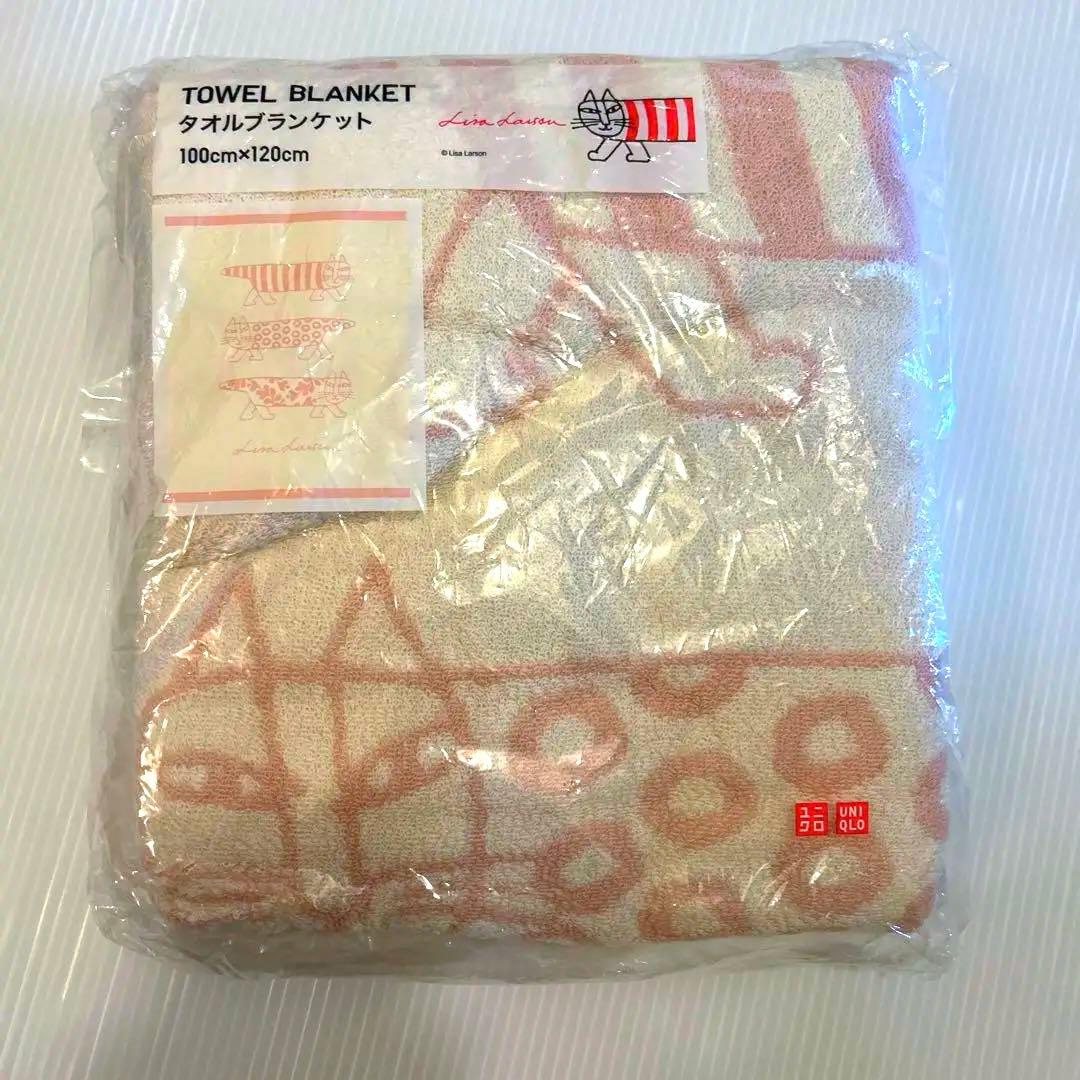 TOWEL BLANKET
タオルブランケット
100cm×120cm
Lisa Larson
© Lisa Larson
Lisa Larson
ユニ
クロ
UNI
QLO